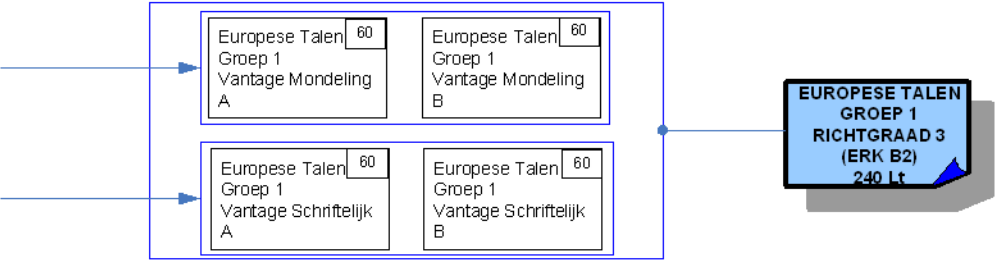 Europese Talen 60
Groep 1
Vantage Mondeling
A
Europese Talen 60
Groep 1
Vantage Mondeling
B
Europese Talen 60
Groep 1
Vantage Schriftelijk
A
Europese Talen 60
Groep 1
Vantage Schriftelijk
B
EUROPESE TALEN
GROEP 1
RICHTGRAAD 3
(ERK B2)
240 Lt